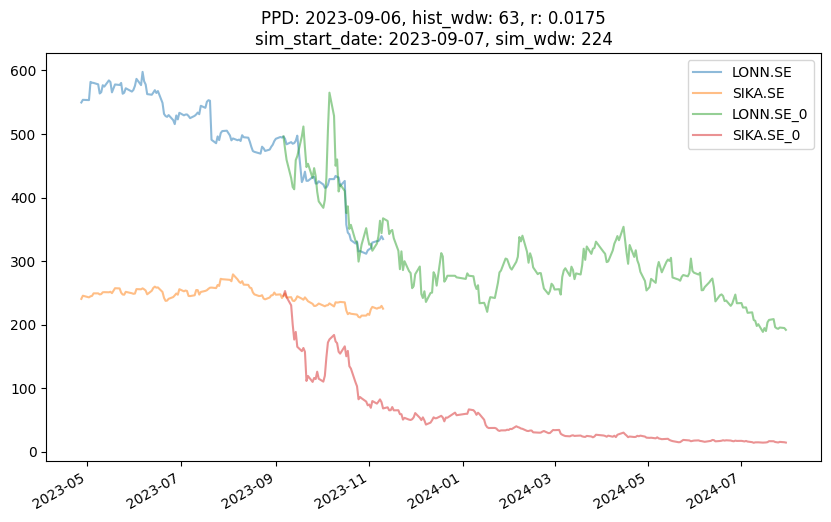 PPD: 2023-09-06, hist_wdw: 63, r: 0.0175
sim_start_date: 2023-09-07, sim_wdw: 224
LONN.SE
SIKA.SE
LONN.SE_0
SIKA.SE_0
600
500
400
300
200
100
0
2023-05
2023-07
2023-09
2023-11
2024-01
2024-03
2024-05
2024-07